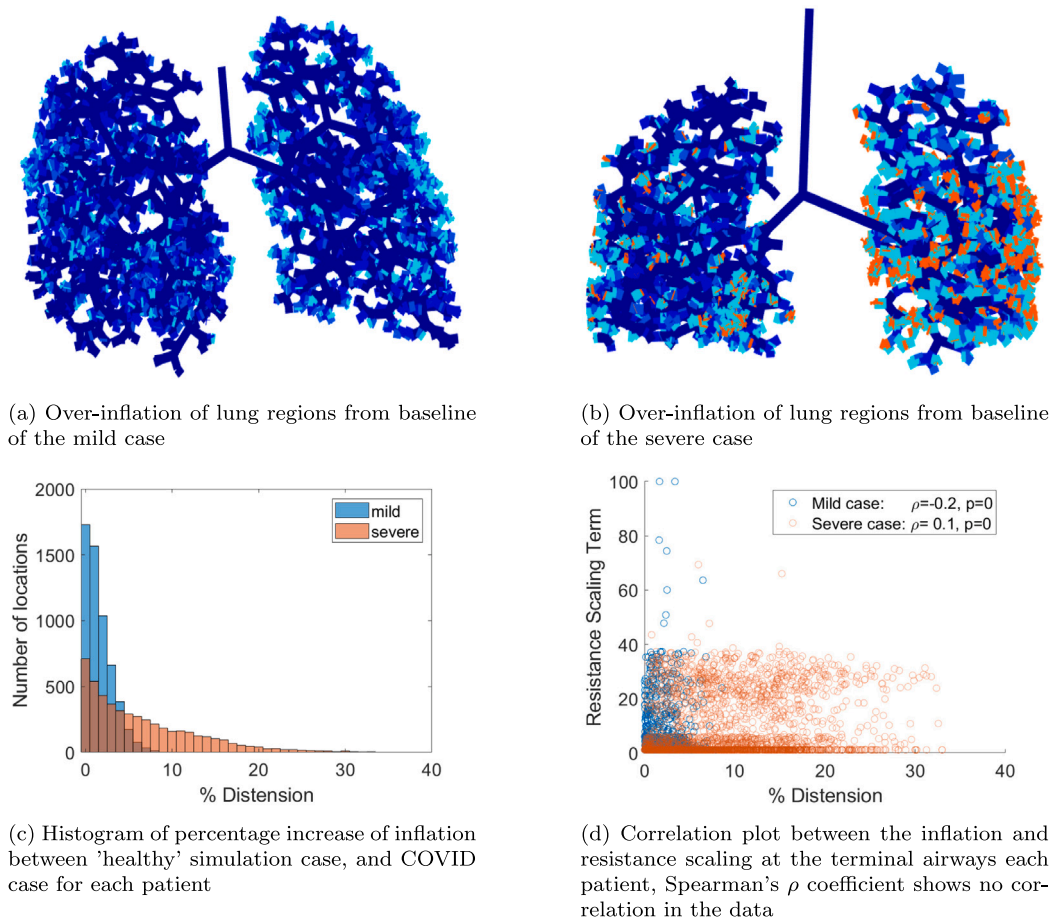 (a) Over-inflation of lung regions from baseline
of the mild case
(b) Over-inflation of lung regions from baseline
of the severe case
2000
1500
1000
500
0
Number of locations
mild
severe
0
10
20
30
40
% Distension
100
80
60
40
20
0
Resistance Scaling Term
Mild case: ρ=-0.2, p=0
Severe case: ρ= 0.1, p=0
0
10
20
30
40
% Distension
(c) Histogram of percentage increase of inflation
between 'healthy' simulation case, and COVID
case for each patient
(d) Correlation plot between the inflation and
resistance scaling at the terminal airways each
patient, Spearman's ρ coefficient shows no cor-
relation in the data